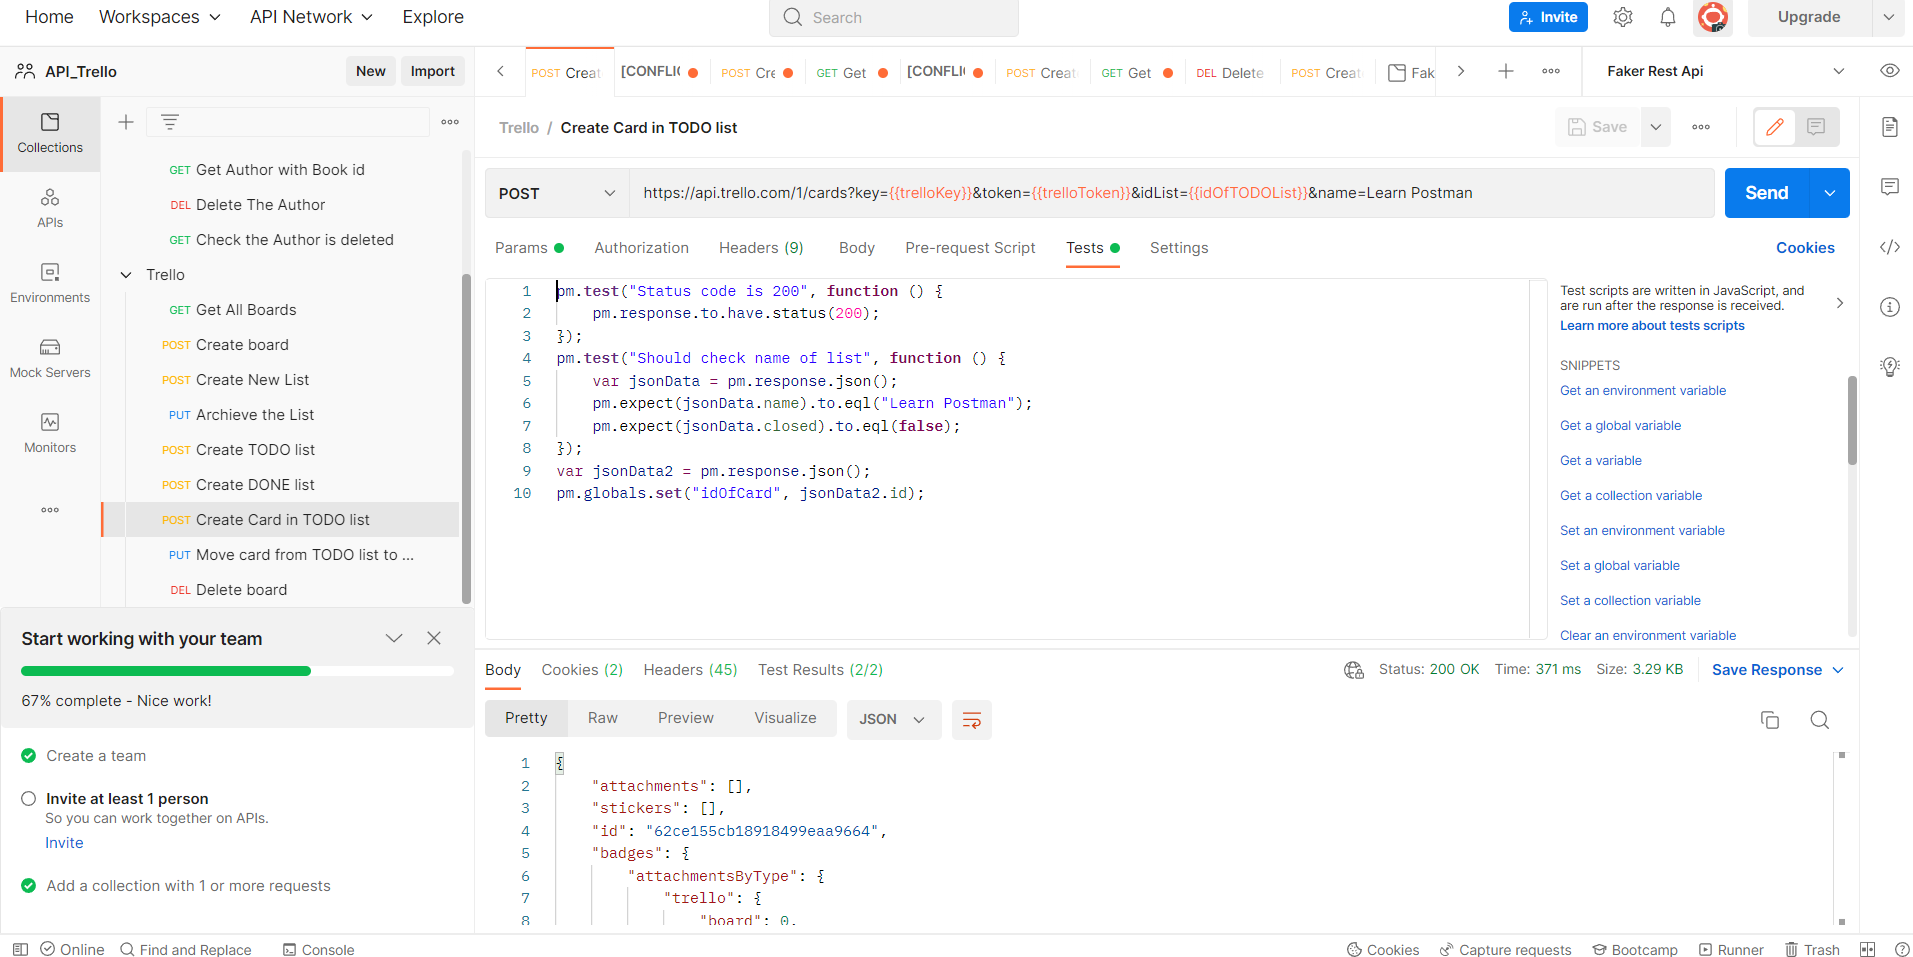 Home Workspaces API Network Explore Search Invite Upgrade
API_Trello New Import
POST Creat [CONFLIC POST Cre GET Get [CONFLIC POST Creat GET Get DEL Delete POST Creat Fak Faker Rest Api
Collections
APIs
Environments
Mock Servers
Monitors
GET Get Author with Book id
DEL Delete The Author
GET Check the Author is deleted
Trello
GET Get All Boards
POST Create board
POST Create New List
PUT Archieve the List
POST Create TODO list
POST Create DONE list
POST Create Card in TODO list
PUT Move card from TODO list to ...
DEL Delete board
Start working with your team
67% complete - Nice work!
Create a team
Invite at least 1 person
So you can work together on APIs.
Invite
Add a collection with 1 or more requests
Trello / Create Card in TODO list Save
POST https://api.trello.com/1/cards?key={{trelloKey}}&token={{trelloToken}}&idList={{idOfTODOList}}&name=Learn Postman Send
Params Authorization Headers (9) Body Pre-request Script Tests Settings Cookies
1 pm.test("Status code is 200", function () {
2 pm.response.to.have.status(200);
3 });
4 pm.test("Should check name of list", function () {
5 var jsonData = pm.response.json();
6 pm.expect(jsonData.name).to.eql("Learn Postman");
7 pm.expect(jsonData.closed).to.eql(false);
8 });
9 var jsonData2 = pm.response.json();
10 pm.globals.set("idOfCard", jsonData2.id);
Test scripts are written in JavaScript, and
are run after the response is received.
Learn more about tests scripts
SNIPPETS
Get an environment variable
Get a global variable
Get a variable
Get a collection variable
Set an environment variable
Set a global variable
Set a collection variable
Clear an environment variable
Body Cookies (2) Headers (45) Test Results (2/2) Status: 200 OK Time: 371 ms Size: 3.29 KB Save Response
Pretty Raw Preview Visualize JSON
1 {
2 "attachments": [],
3 "stickers": [],
4 "id": "62ce155cb18918499eaa9664",
5 "badges": {
6 "attachmentsByType": {
7 "trello": {
8 "board": 0,
Online Find and Replace Console Cookies Capture requests Bootcamp Runner Trash